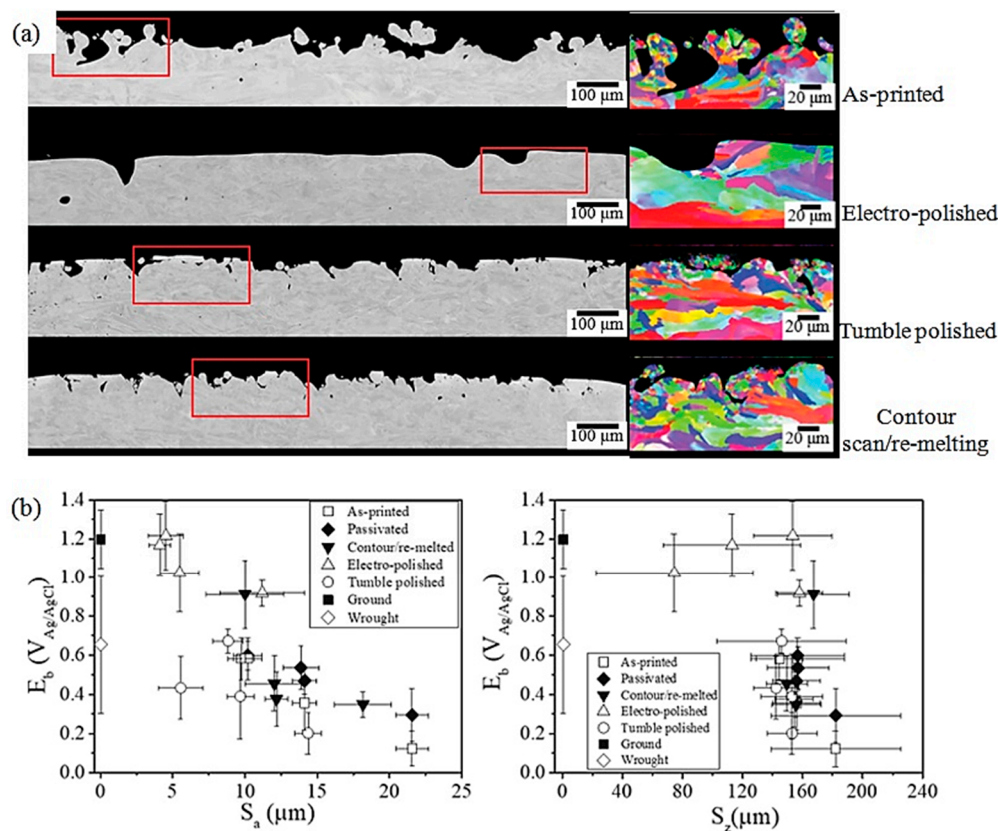 (a)
100 μm
20 μm
As-printed
100 μm
20 μm
Electro-polished
100 μm
20 μm
Tumble polished
100 μm
20 μm
Contour
scan/re-melting
(b)
1.4
1.2
1.0
0.8
0.6
0.4
0.2
0.0
E_b (V_Ag/AgCl)
As-printed
Passivated
Contour/re-melted
Electro-polished
Tumble polished
Ground
Wrought
0 5 10 15 20 25
S_a (μm)
1.4
1.2
1.0
0.8
0.6
0.4
0.2
0.0
E_b (V_Ag/AgCl)
As-printed
Passivated
Contour/re-melted
Electro-polished
Tumble polished
Ground
Wrought
0 40 80 120 160 200 240
S_z(μm)